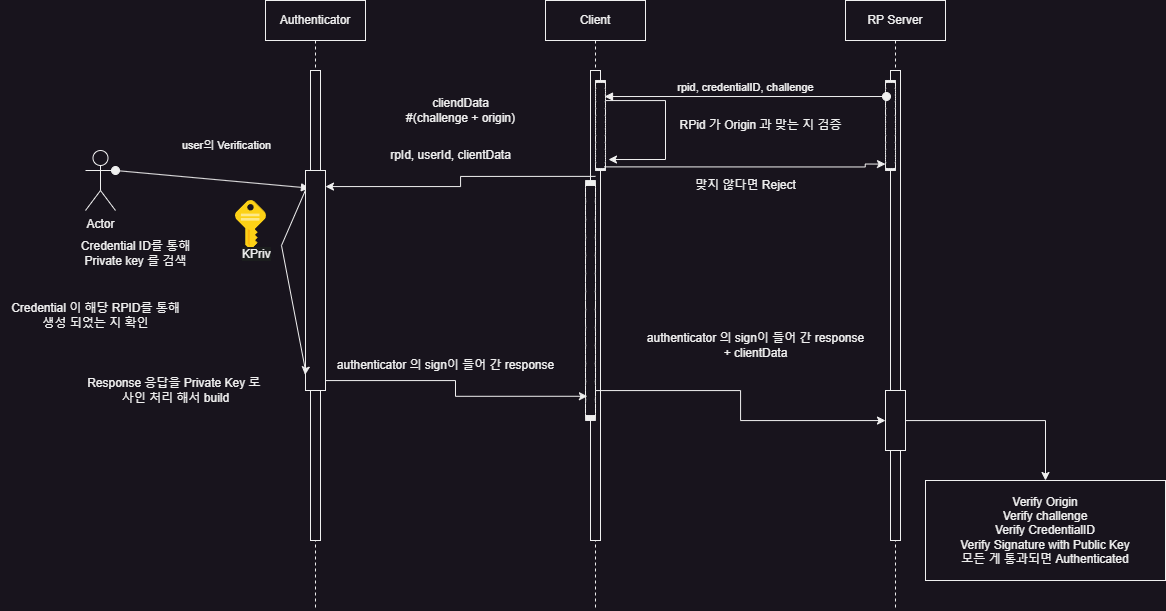 Authenticator
Client
RP Server
rpid, credentialID, challenge
cliendData
#(challenge + origin)
RPid 가 Origin 과 맞는 지 검증
user의 Verification
rpId, userId, clientData
맞지 않다면 Reject
Actor
Credential ID를 통해
Private key 를 검색
KPriv
Credential 이 해당 RPID를 통해
생성 되었는 지 확인
authenticator 의 sign이 들어 간 response
+ clientData
authenticator 의 sign이 들어 간 response
Response 응답을 Private Key 로
사인 처리 해서 build
Verify Origin
Verify challenge
Verify CredentialID
Verify Signature with Public Key
모든 게 통과되면 Authenticated